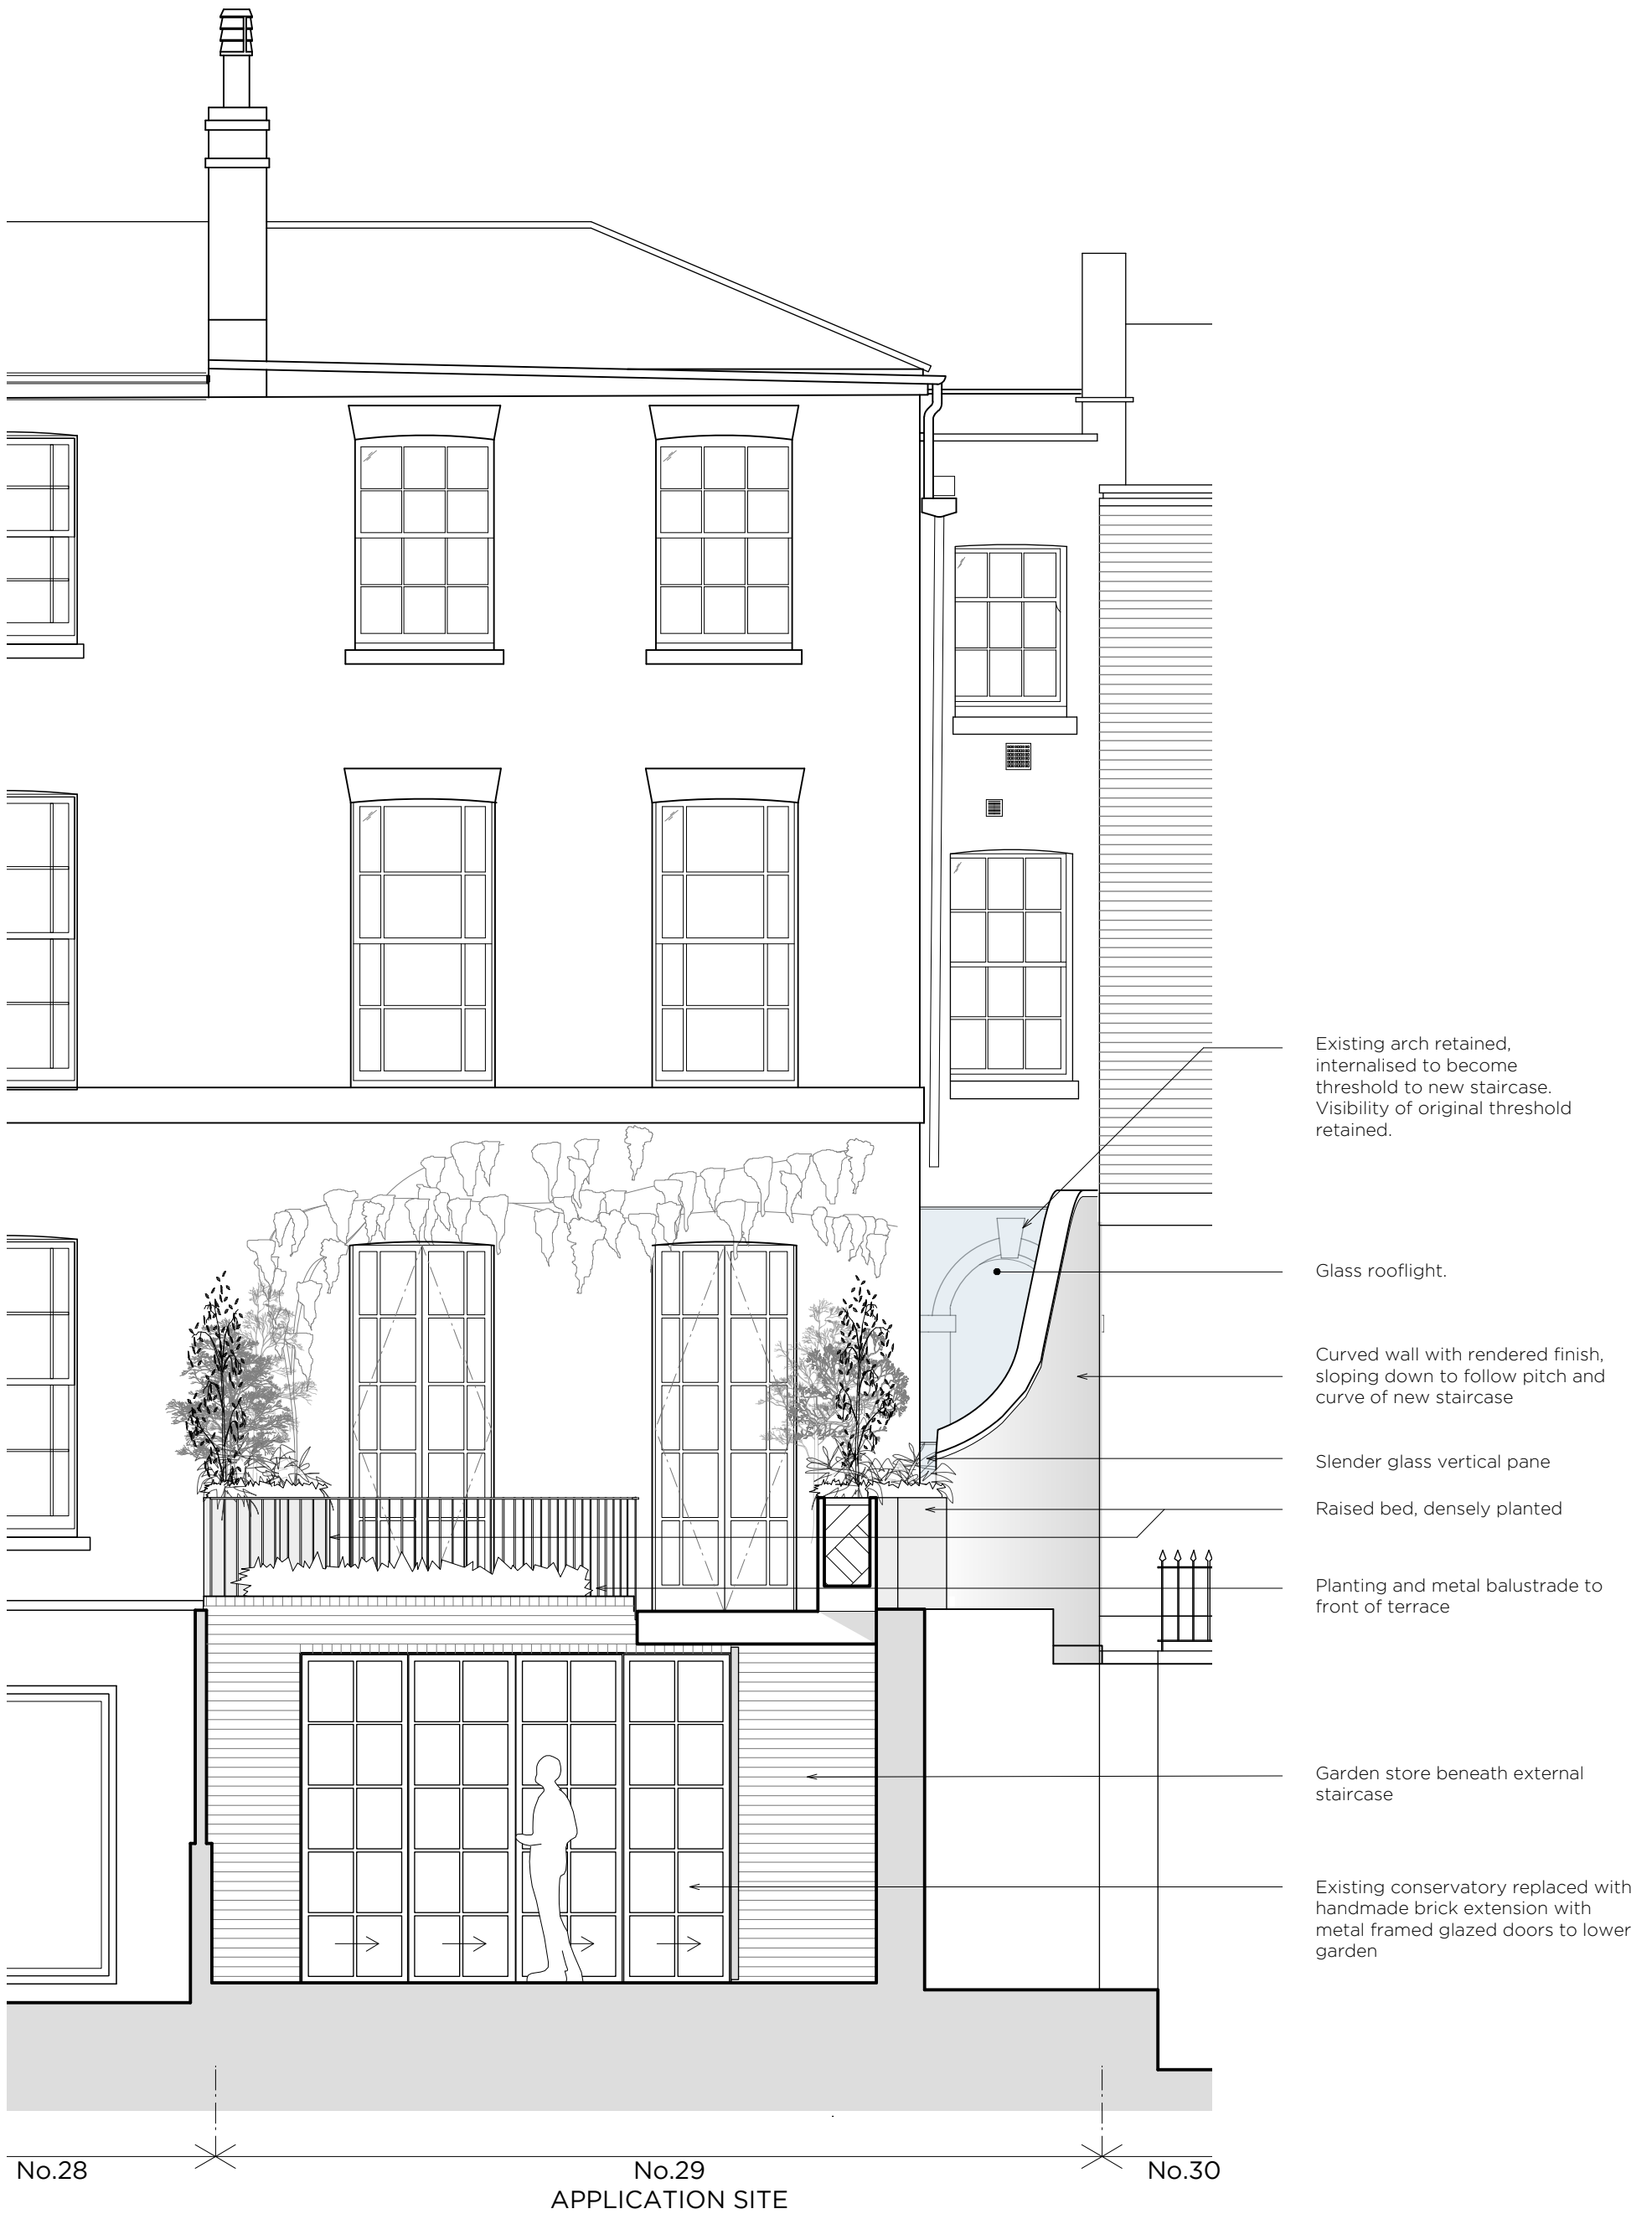 Existing arch retained,
internalised to become
threshold to new staircase.
Visibility of original threshold
retained.
Glass rooflight.
Curved wall with rendered finish,
sloping down to follow pitch and
curve of new staircase
Slender glass vertical pane
Raised bed, densely planted
Planting and metal balustrade to
front of terrace
Garden store beneath external
staircase
Existing conservatory replaced with
handmade brick extension with
metal framed glazed doors to lower
garden
No.28
No.29
No.30
APPLICATION SITE